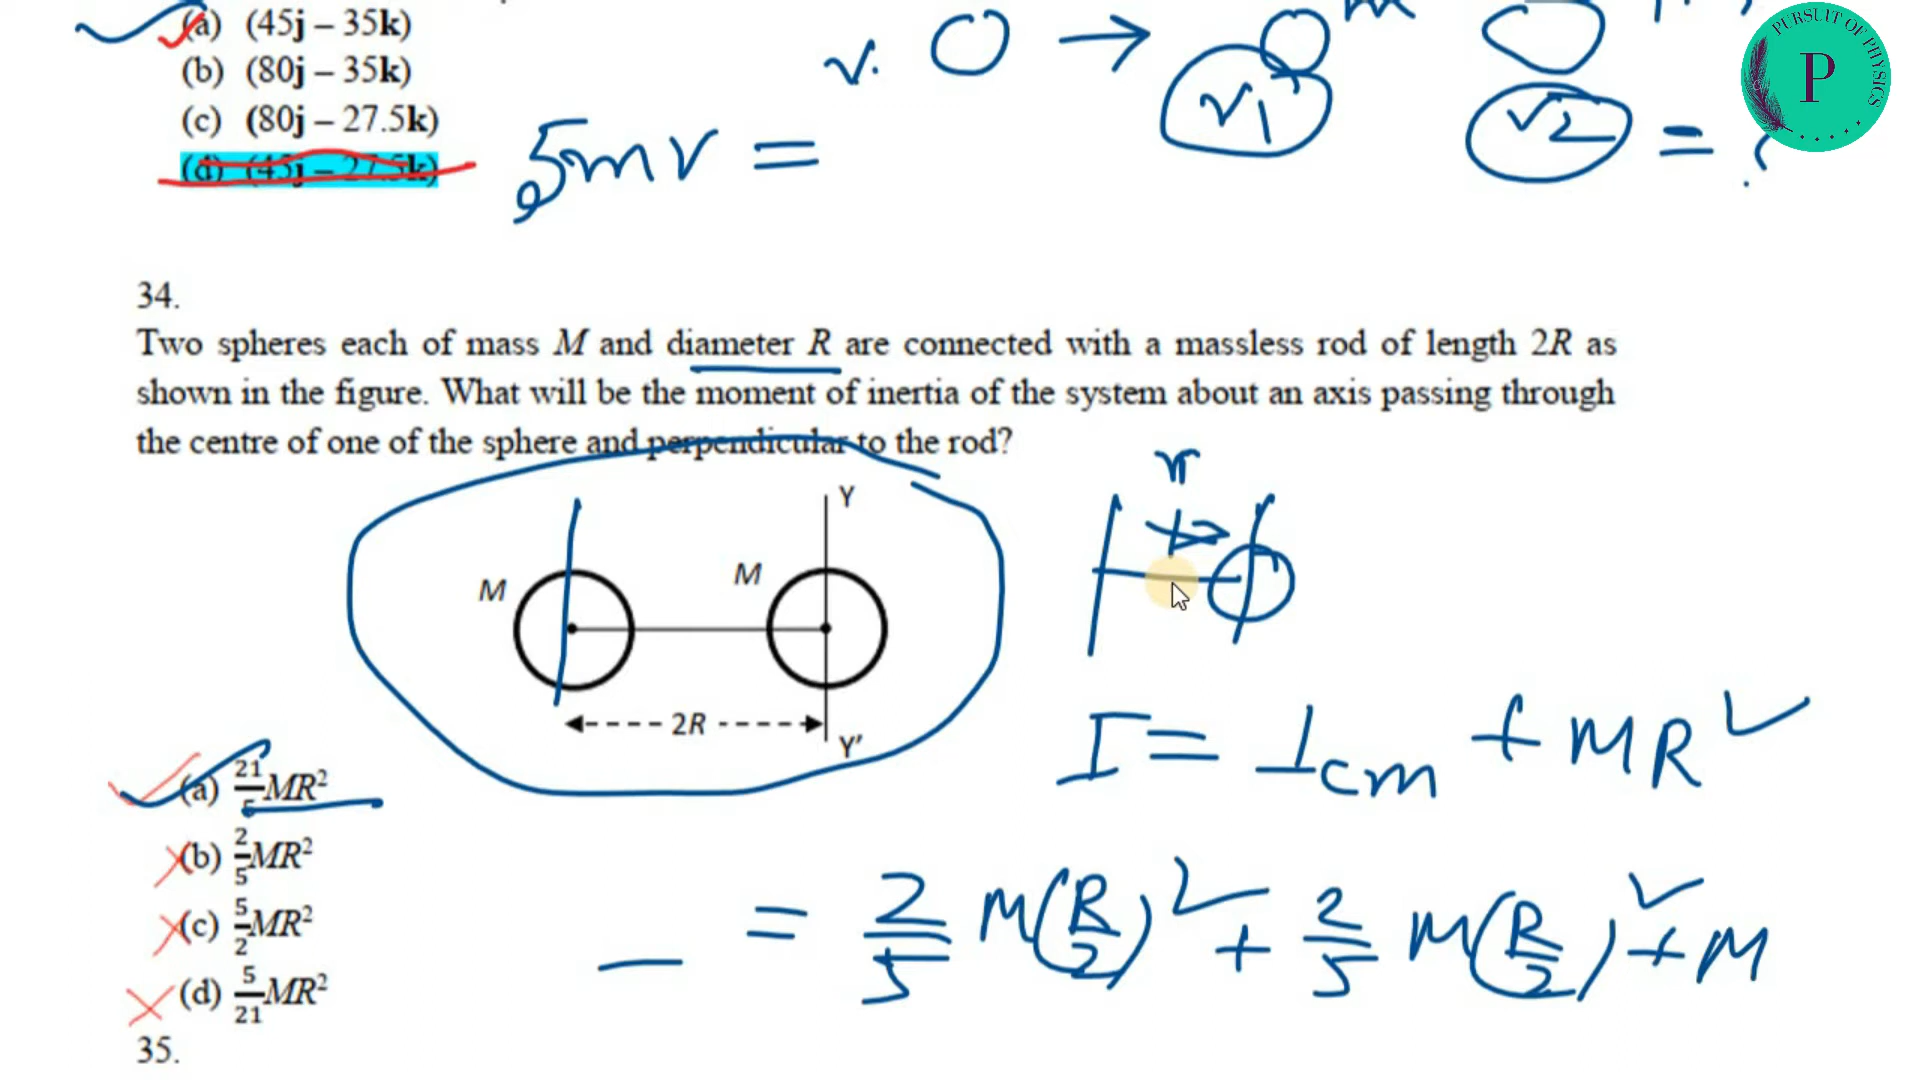 (a) (45j – 35k)
(b) (80j – 35k)
(c) (80j – 27.5k)
(d) (45j – 27.5k)
v. → v1 v2 = ?
5mv =
PURSUIT OF PHYSICS
P
34.
Two spheres each of mass M and diameter R are connected with a massless rod of length 2R as
shown in the figure. What will be the moment of inertia of the system about an axis passing through
the centre of one of the sphere and perpendicular to the rod?
Y
M
M
2R
Y'
r
I = Icm + MR²
= 2/5 M(R/2)² + 2/5 M(R/2)² + M
(a) 21/5 MR²
(b) 2/5 MR²
(c) 5/2 MR²
(d) 5/21 MR²
35.